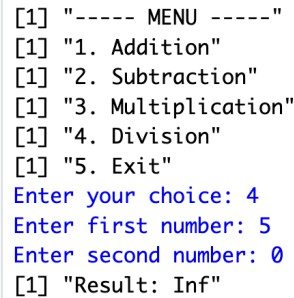 [1] "----- MENU -----"
[1] "1. Addition"
[1] "2. Subtraction"
[1] "3. Multiplication"
[1] "4. Division"
[1] "5. Exit"
Enter your choice: 4
Enter first number: 5
Enter second number: 0
[1] "Result: Inf"